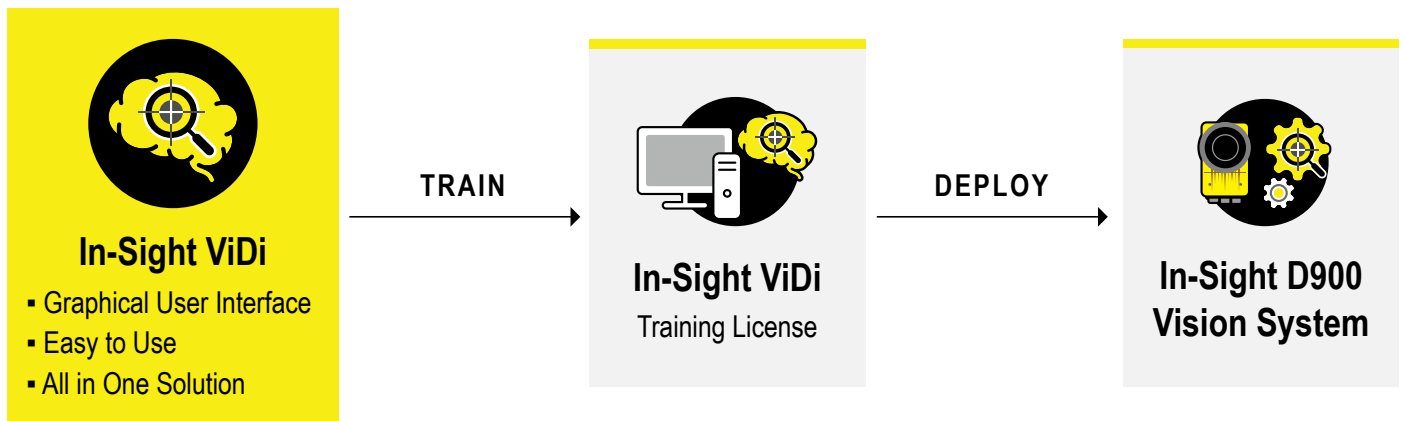 In-Sight ViDi
▪ Graphical User Interface
▪ Easy to Use
▪ All in One Solution
TRAIN
In-Sight ViDi
Training License
DEPLOY
In-Sight D900
Vision System